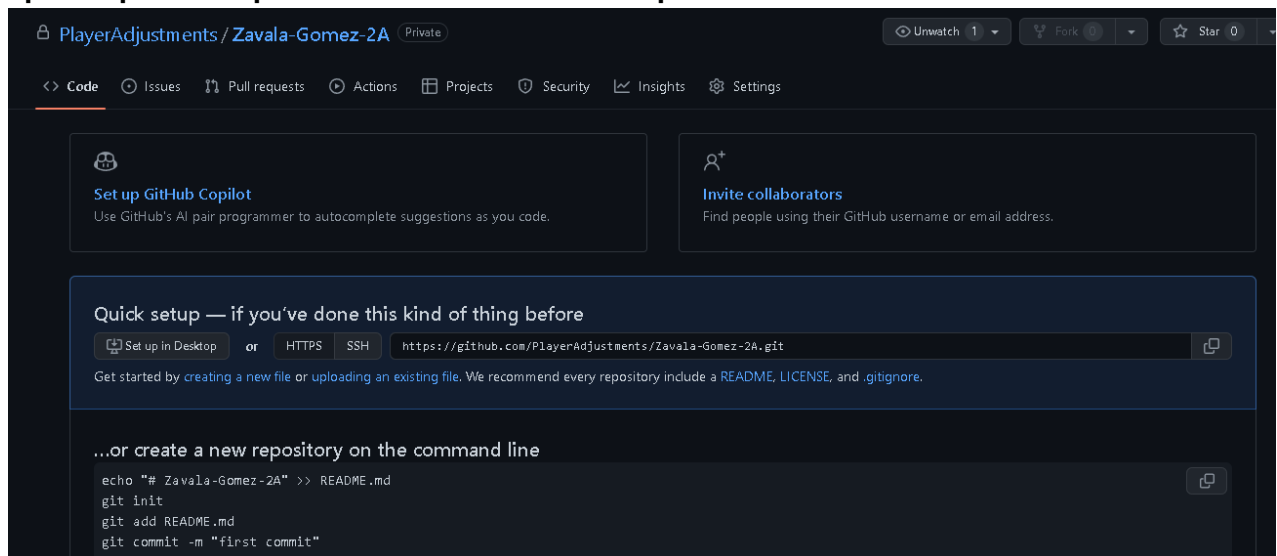 PlayerAdjustments / Zavala-Gomez-2A Private
Unwatch 1 Fork 0 Star 0
<> Code Issues Pull requests Actions Projects Security Insights Settings
Set up GitHub Copilot
Use GitHub's AI pair programmer to autocomplete suggestions as you code.
Invite collaborators
Find people using their GitHub username or email address.
Quick setup — if you've done this kind of thing before
Set up in Desktop or HTTPS SSH https://github.com/PlayerAdjustments/Zavala-Gomez-2A.git
Get started by creating a new file or uploading an existing file. We recommend every repository include a README, LICENSE, and .gitignore.
...or create a new repository on the command line
echo "# Zavala-Gomez-2A" >> README.md
git init
git add README.md
git commit -m "first commit"